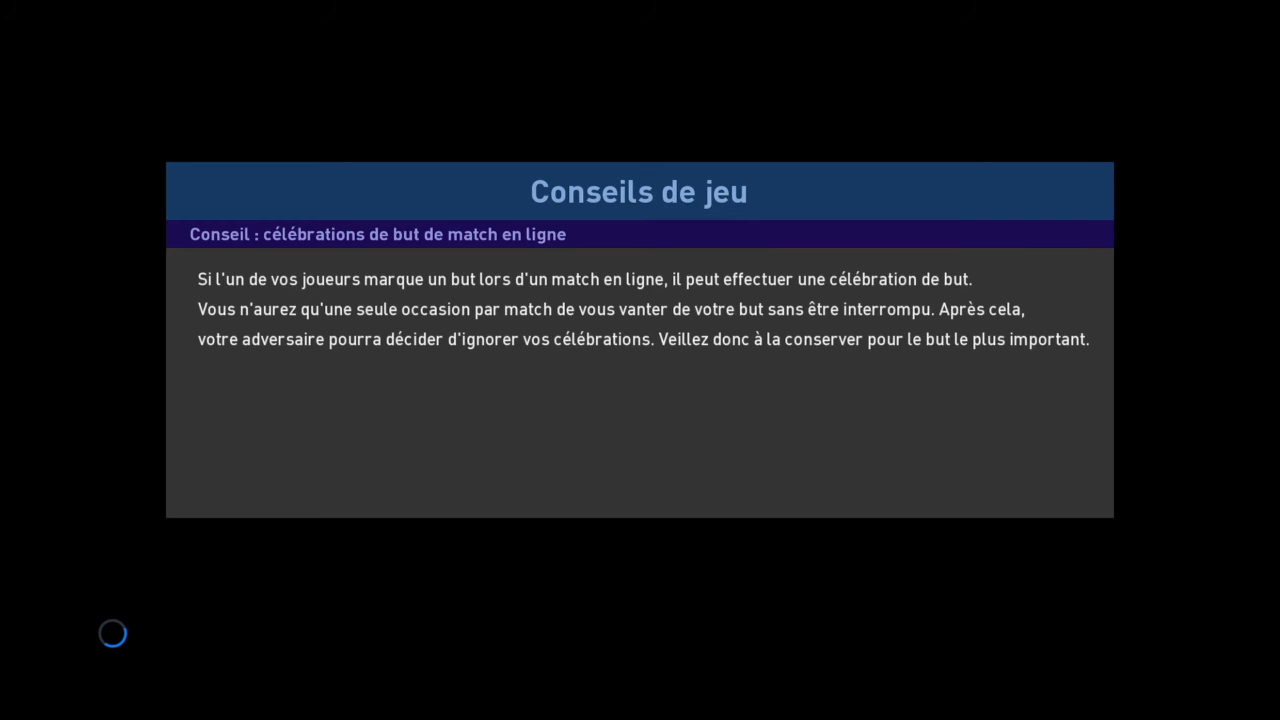 Conseils de jeu
Conseil : célébrations de but de match en ligne
Si l'un de vos joueurs marque un but lors d'un match en ligne, il peut effectuer une célébration de but.
Vous n'aurez qu'une seule occasion par match de vous vanter de votre but sans être interrompu. Après cela,
votre adversaire pourra décider d'ignorer vos célébrations. Veillez donc à la conserver pour le but le plus important.